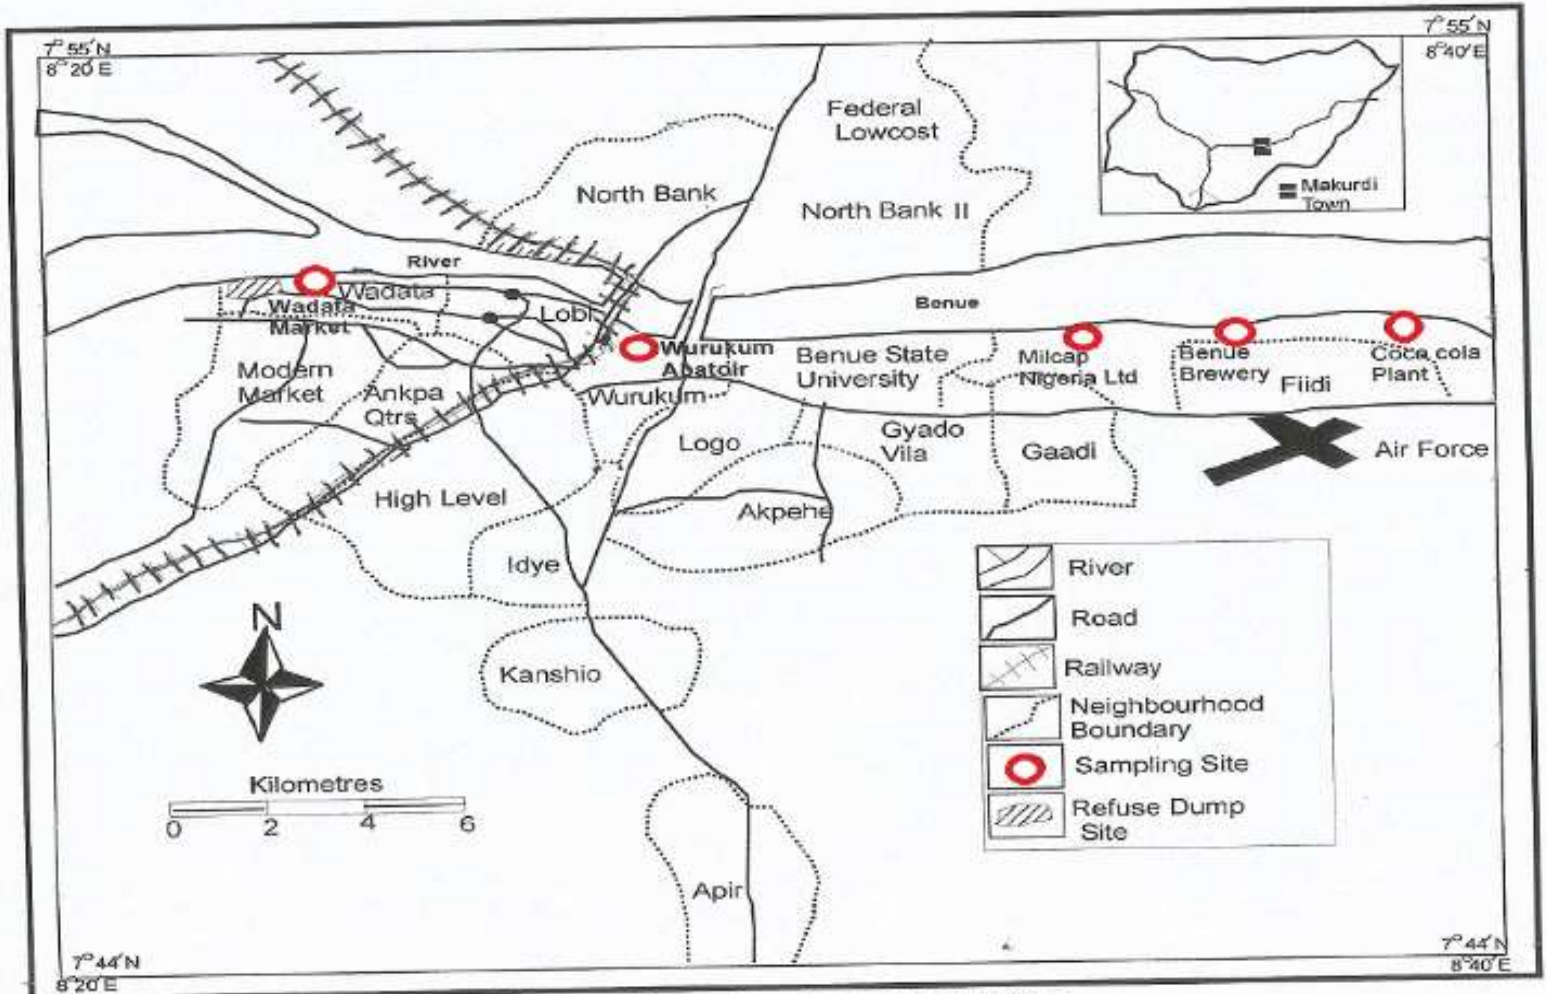 7°55′N
8°20′E
7°55′N
8°40′E
Federal
Lowcost
North Bank
North Bank II
Makurdi
Town
River
Wadata
Wadata
Market
Lobi
Benue
Wurukum
Abatoir
Benue State
University
Milcap
Nigeria Ltd
Benue
Brewery
Fiidi
Coca cola
Plant
Modern
Market
Ankpa
Qtrs
Wurukum
Logo
Gyado
Vila
Gaadi
Air Force
High Level
Akpehe
Idye
N
Kanshio
Kilometres
0 2 4 6
Apir
River
Road
Railway
Neighbourhood
Boundary
Sampling Site
Refuse Dump
Site
7°44′N
8°20′E
7°44′N
8°40′E